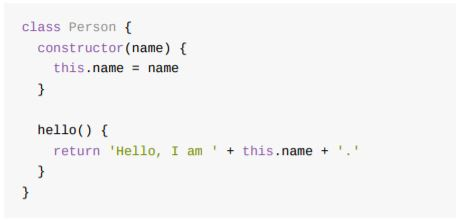 class Person {
  constructor(name) {
    this.name = name
  }

  hello() {
    return 'Hello, I am ' + this.name + '.'
  }
}